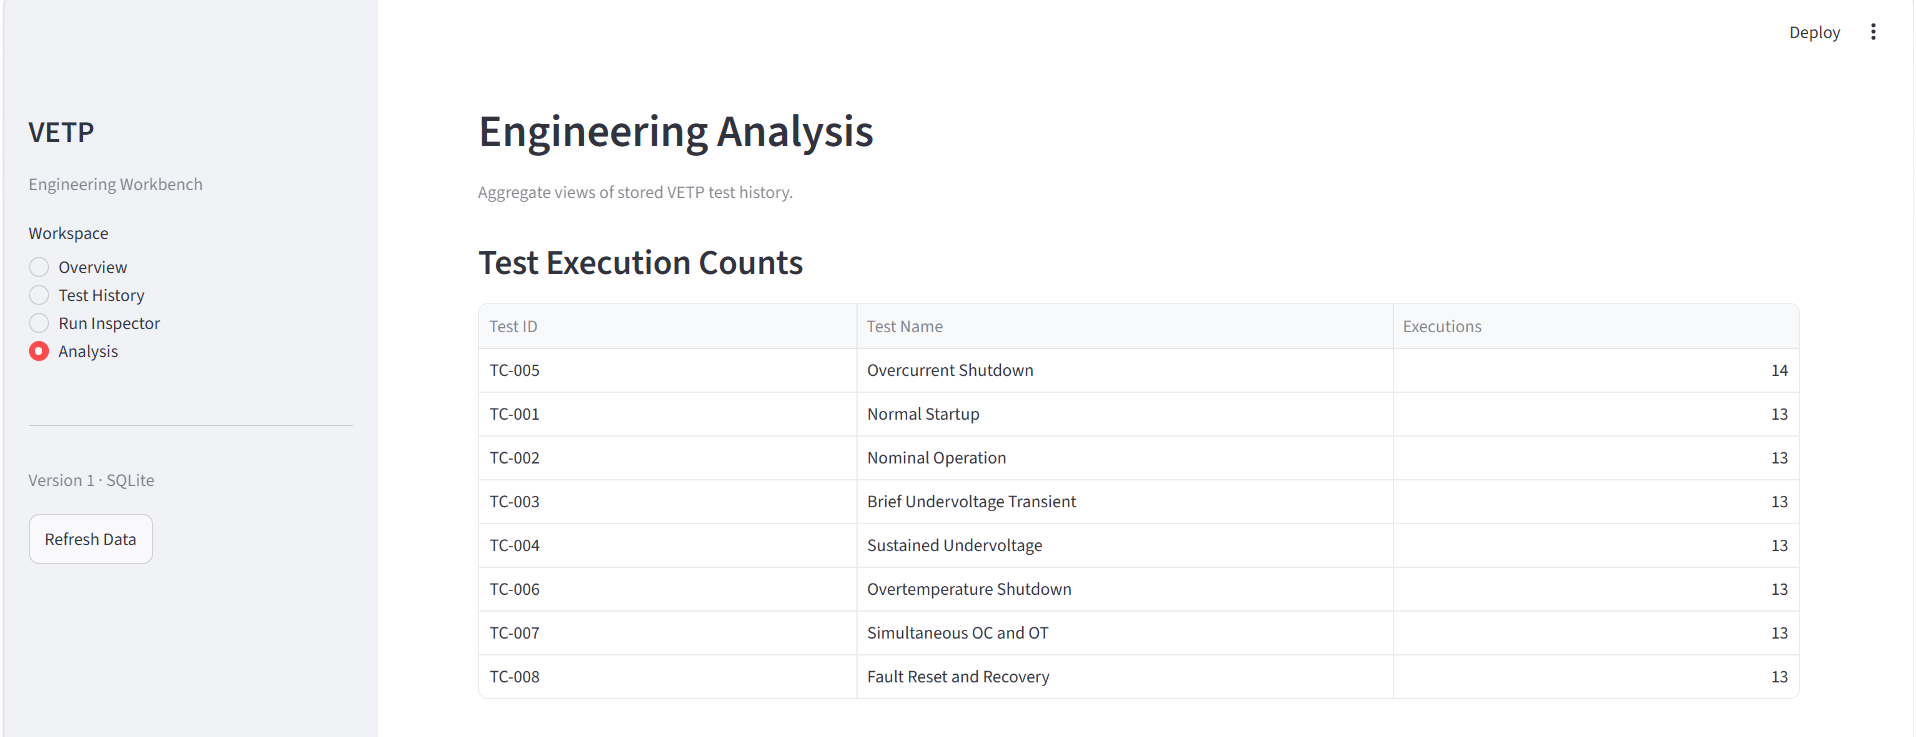 Deploy
VETP
Engineering Workbench
Workspace
Overview
Test History
Run Inspector
Analysis
Version 1 · SQLite
Refresh Data
Engineering Analysis
Aggregate views of stored VETP test history.
Test Execution Counts
Test ID Test Name Executions
TC-005 Overcurrent Shutdown 14
TC-001 Normal Startup 13
TC-002 Nominal Operation 13
TC-003 Brief Undervoltage Transient 13
TC-004 Sustained Undervoltage 13
TC-006 Overtemperature Shutdown 13
TC-007 Simultaneous OC and OT 13
TC-008 Fault Reset and Recovery 13